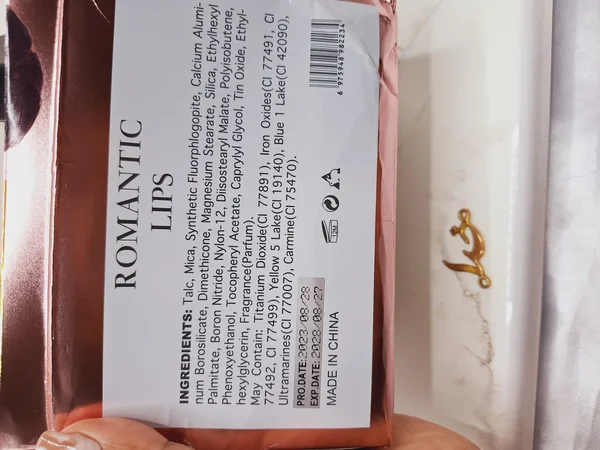 ROMANTIC
LIPS
INGREDIENTS: Talc, Mica, Synthetic Fluorphlogopite, Calcium Alumi-
num Borosilicate, Dimethicone, Magnesium Stearate, Silica, Ethylhexyl
Palmitate, Boron Nitride, Nylon-12, Diisostearyl Malate, Polyisobutene,
Phenoxyethanol, Tocopheryl Acetate, Caprylyl Glycol, Tin Oxide, Ethyl-
hexylglycerin, Fragrance(Parfum).
May Contain: Titanium Dioxide(CI 77891), Iron Oxides(CI 77491, CI
77492, CI 77499), Yellow 5 Lake(CI 19140), Blue 1 Lake(CI 42090),
Ultramarines(CI 77007), Carmine(CI 75470).
PRO.DATE:2023/08/28
EXP.DATE:2028/08/27
MADE IN CHINA
6 975948 982234